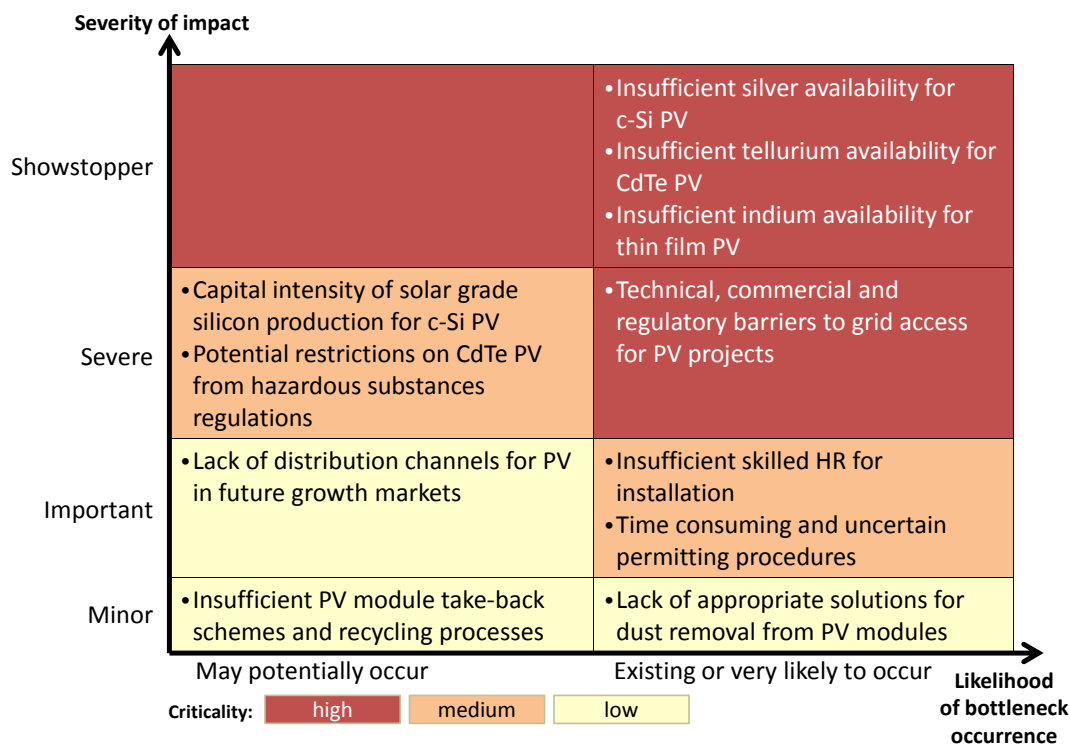 Severity of impact
Showstopper
•Insufficient silver availability for
c-Si PV
•Insufficient tellurium availability for
CdTe PV
•Insufficient indium availability for
thin film PV
Severe
•Capital intensity of solar grade
silicon production for c-Si PV
•Potential restrictions on CdTe PV
from hazardous substances
regulations
•Technical, commercial and
regulatory barriers to grid access
for PV projects
Important
•Lack of distribution channels for PV
in future growth markets
•Insufficient skilled HR for
installation
•Time consuming and uncertain
permitting procedures
Minor
•Insufficient PV module take-back
schemes and recycling processes
•Lack of appropriate solutions for
dust removal from PV modules
May potentially occur
Existing or very likely to occur
Likelihood
of bottleneck
occurrence
Criticality:
high
medium
low